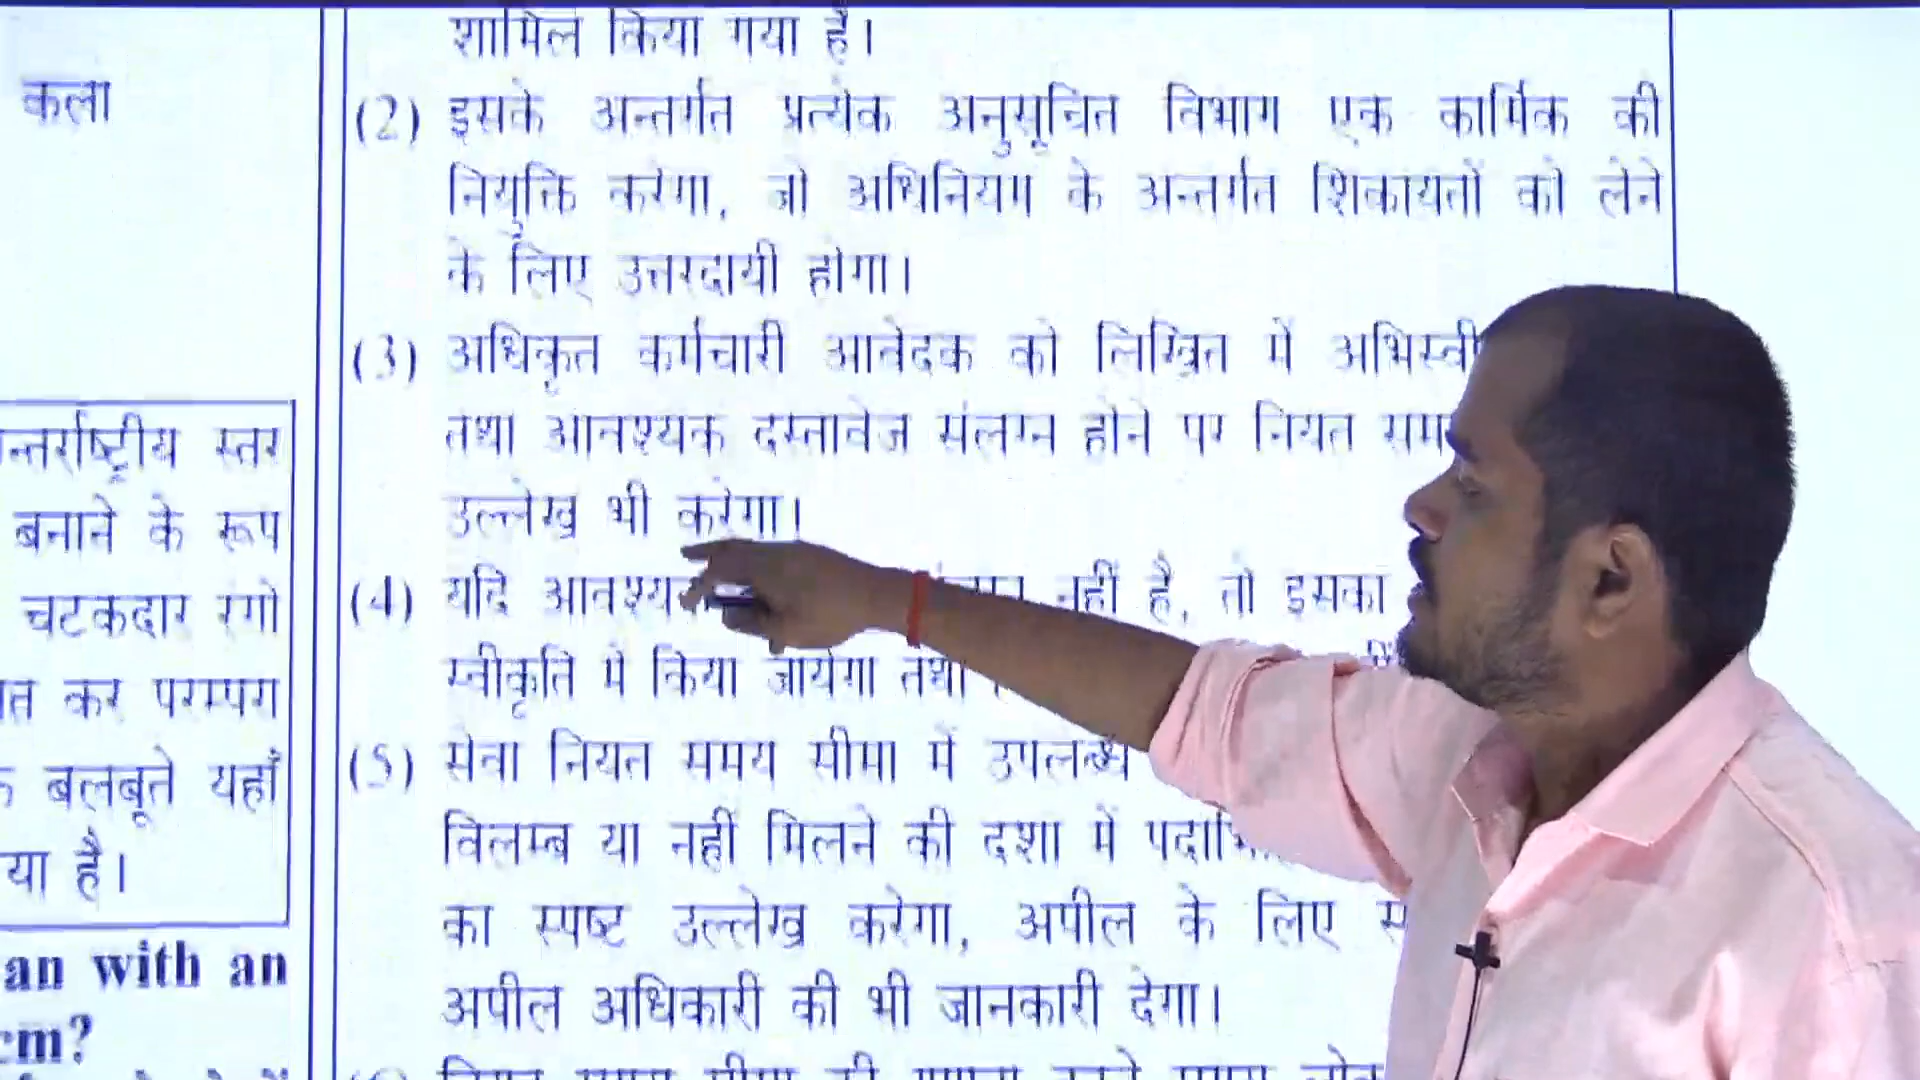 कला
न्तर्राष्ट्रीय स्तर
बनाने के रूप
चटकदार रंगो
कर परम्परा
बलबूते यहाँ
या है।
an with an
em?
शामिल किया गया है।
(2) इसके अन्तर्गत प्रत्येक अनुसूचित विभाग एक कार्मिक की
नियुक्ति करेगा, जो अधिनियम के अन्तर्गत शिकायतों को लेने
के लिए उत्तरदायी होगा।
(3) अधिकृत कर्मचारी आवेदक को लिखित में अभिस्वी
तथा आवश्यक दस्तावेज संलग्न होने पर नियत सम
उल्लेख भी करेगा।
(4) यदि आवश्य नहीं है, तो इसका
स्वीकृति में किया जायेगा तथा
(5) सेवा नियत समय सीमा में उपलब्ध
विलम्ब या नहीं मिलने की दशा में पदाभि
का स्पष्ट उल्लेख करेगा, अपील के लिए स
अपील अधिकारी की भी जानकारी देगा।